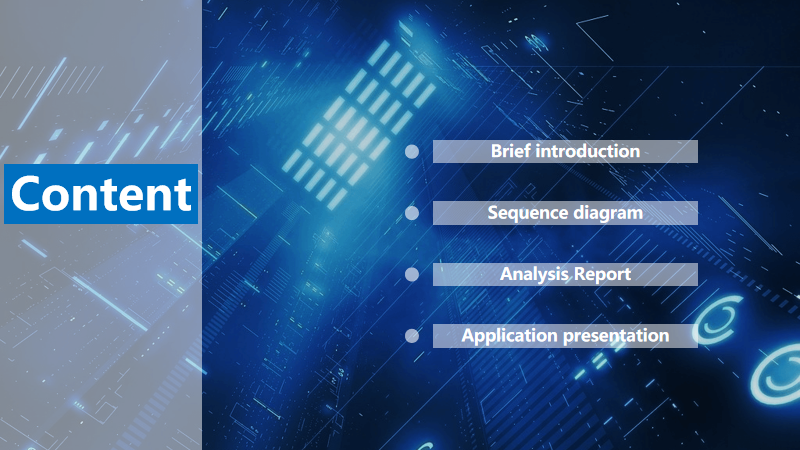 Content
Brief introduction
Sequence diagram
Analysis Report
Application presentation